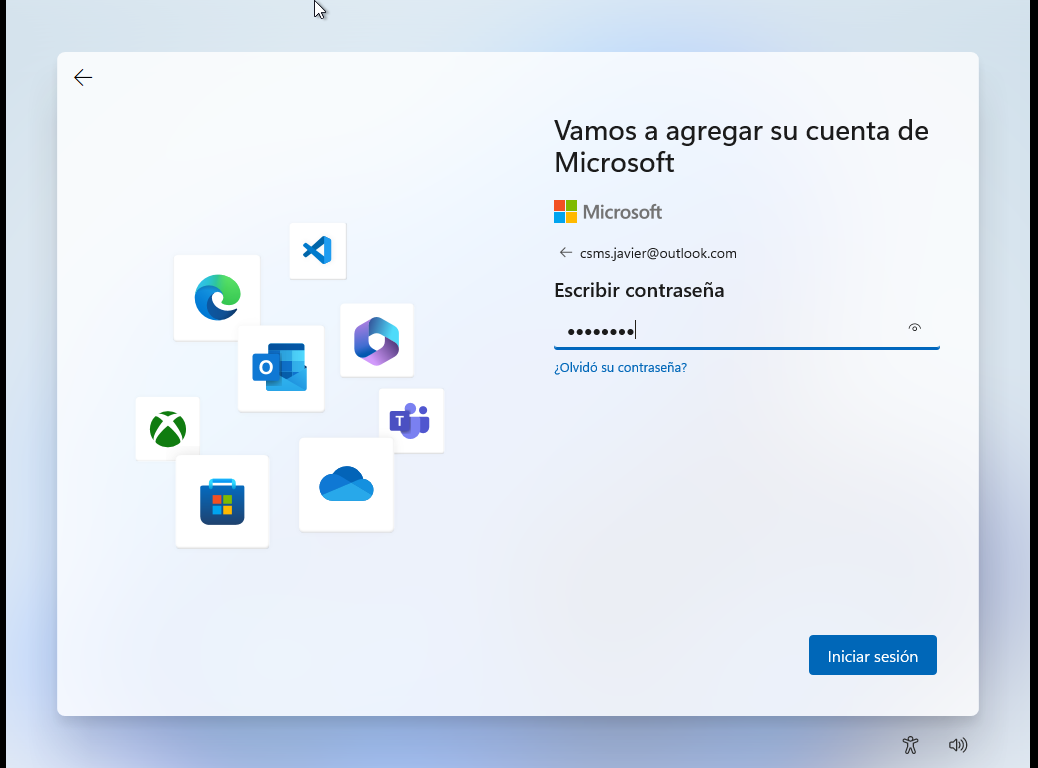 Vamos a agregar su cuenta de
Microsoft
Microsoft
csms.javier@outlook.com
Escribir contraseña
••••••••
¿Olvidó su contraseña?
O
T
Iniciar sesión